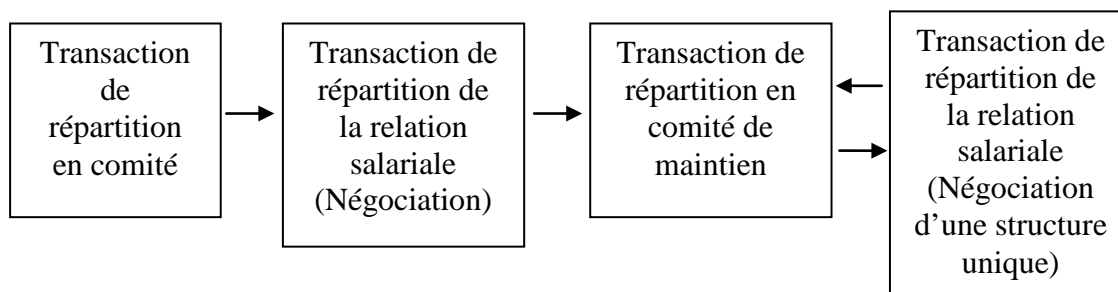 Transaction
de
répartition
en comité
Transaction de
répartition de
la relation
salariale
(Négociation)
Transaction de
répartition en
comité de
maintien
Transaction de
répartition de
la relation
salariale
(Négociation
d’une structure
unique)